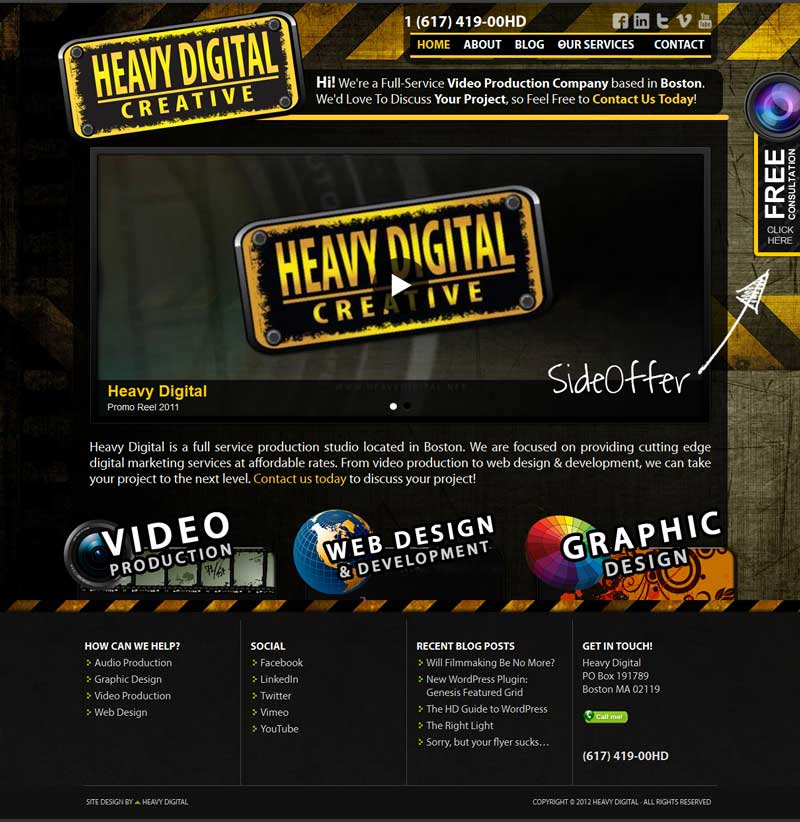 HEAVY DIGITAL
CREATIVE
1 (617) 419-00HD
You
Tube
HOME ABOUT BLOG OUR SERVICES CONTACT
Hi! We're a Full-Service Video Production Company based in Boston.
We'd Love To Discuss Your Project, so Feel Free to Contact Us Today!
FREE
CONSULTATION
CLICK
HERE
HEAVY DIGITAL
CREATIVE
WWW.HEAVYDIGITAL.NET
SideOffer
Heavy Digital
Promo Reel 2011
Heavy Digital is a full service production studio located in Boston. We are focused on providing cutting edge
digital marketing services at affordable rates. From video production to web design & development, we can take
your project to the next level. Contact us today to discuss your project!
VIDEO
PRODUCTION
WEB DESIGN
& DEVELOPMENT
GRAPHIC
DESIGN
HOW CAN WE HELP?
Audio Production
Graphic Design
Video Production
Web Design
SOCIAL
Facebook
LinkedIn
Twitter
Vimeo
YouTube
RECENT BLOG POSTS
Will Filmmaking Be No More?
New WordPress Plugin:
Genesis Featured Grid
The HD Guide to WordPress
The Right Light
Sorry, but your flyer sucks…
GET IN TOUCH!
Heavy Digital
PO Box 191789
Boston MA 02119
Call me!
(617) 419-00HD
SITE DESIGN BY HEAVY DIGITAL
COPYRIGHT © 2012 HEAVY DIGITAL · ALL RIGHTS RESERVED